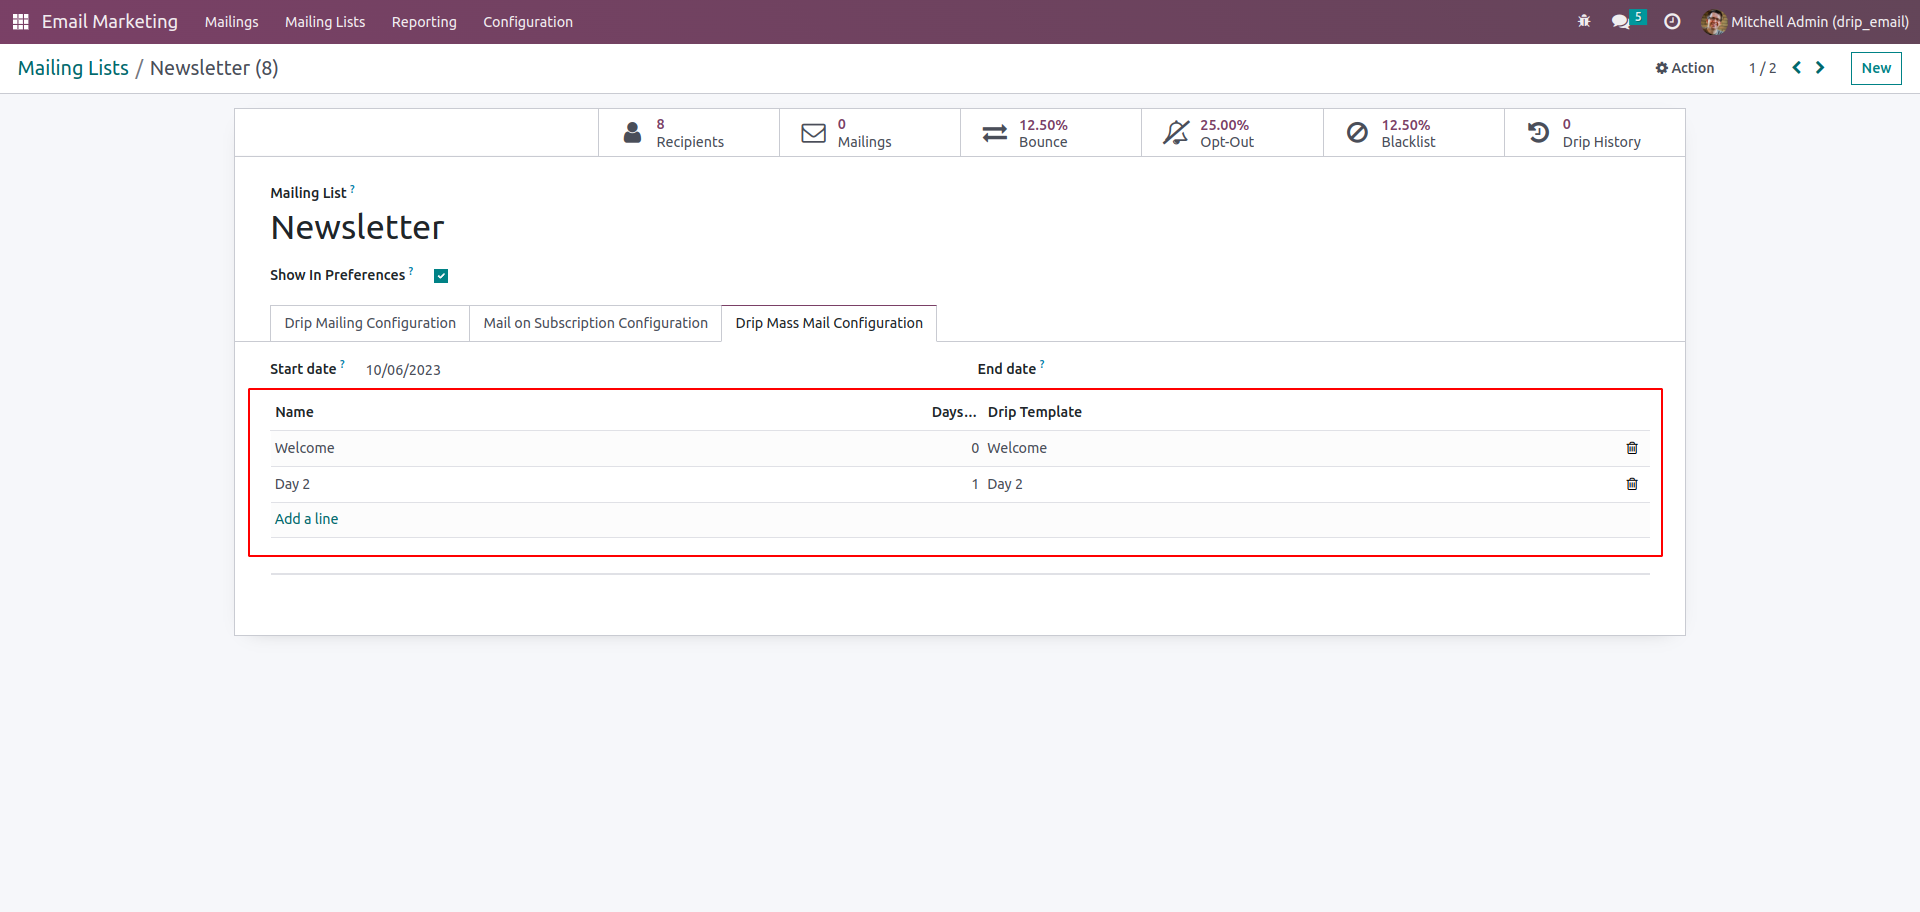 Email Marketing Mailings Mailing Lists Reporting Configuration 5 Mitchell Admin (drip_email)
Mailing Lists / Newsletter (8) Action 1 / 2 New
8 Recipients 0 Mailings 12.50% Bounce 25.00% Opt-Out 12.50% Blacklist 0 Drip History
Mailing List ?
Newsletter
Show In Preferences ?
Drip Mailing Configuration Mail on Subscription Configuration Drip Mass Mail Configuration
Start date ? 10/06/2023 End date ?
Name Days... Drip Template
Welcome 0 Welcome
Day 2 1 Day 2
Add a line